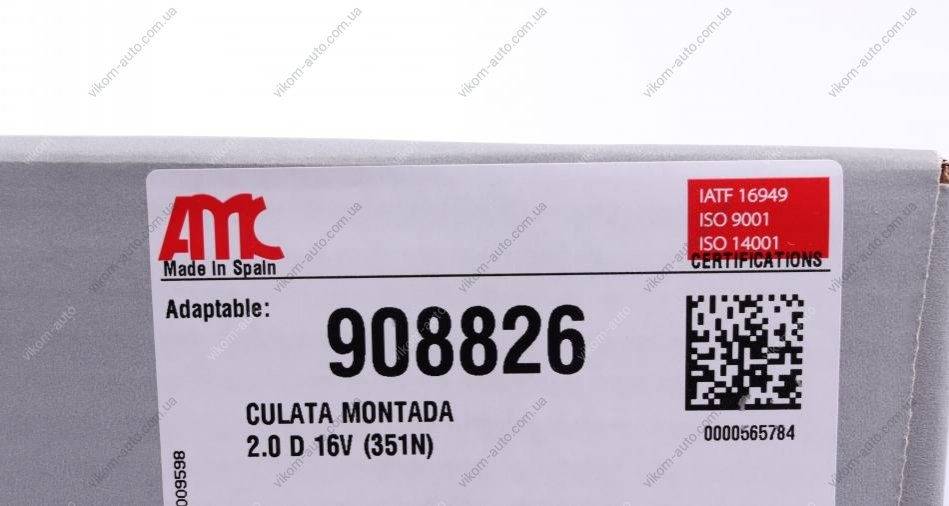 AMC
Made In Spain
IATF 16949
ISO 9001
ISO 14001
CERTIFICATIONS
Adaptable:
908826
CULATA MONTADA
2.0 D 16V (351N)
0000565784
009598
vikom-auto.com.ua